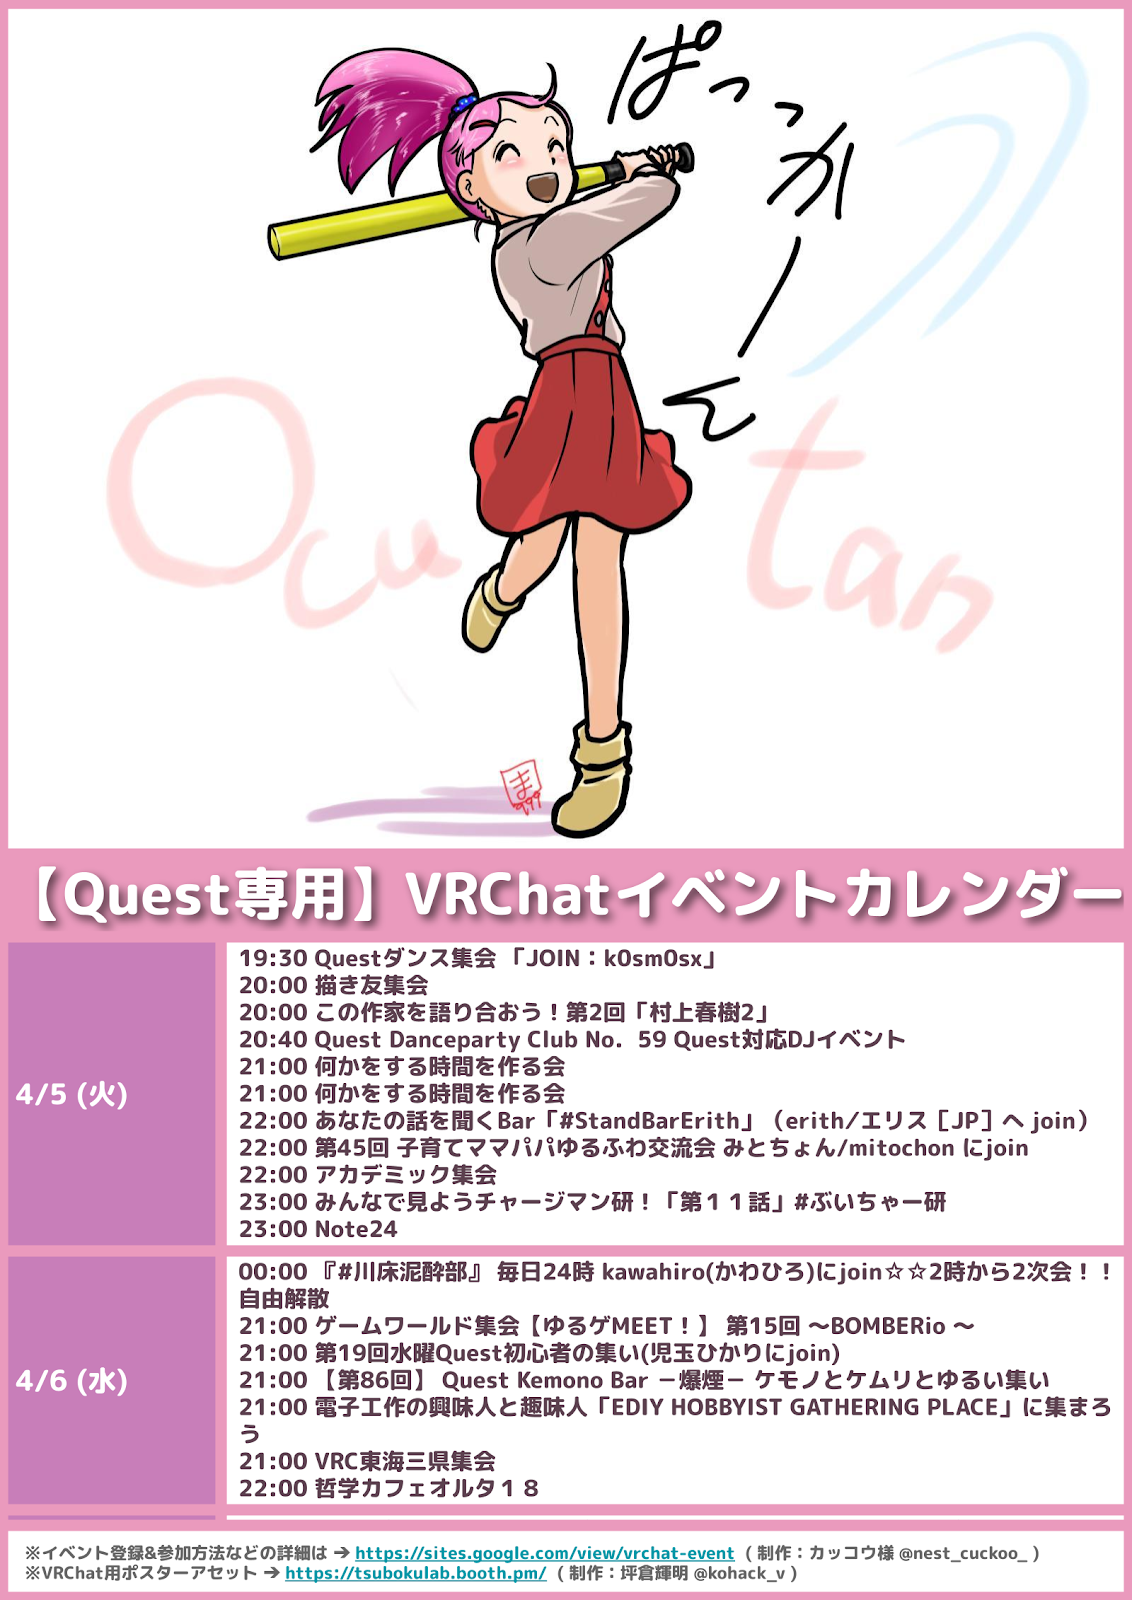 ぱっっかーん
Ocutan
ま
999
【Quest専用】VRChatイベントカレンダー
4/5 (火)
19:30 Questダンス集会 「JOIN：k0sm0sx」
20:00 描き友集会
20:00 この作家を語り合おう！第2回「村上春樹2」
20:40 Quest Danceparty Club No．59 Quest対応DJイベント
21:00 何かをする時間を作る会
21:00 何かをする時間を作る会
22:00 あなたの話を聞くBar「#StandBarErith」（erith/エリス［JP］へ join）
22:00 第45回 子育てママパパゆるふわ交流会 みとちょん/mitochon にjoin
22:00 アカデミック集会
23:00 みんなで見ようチャージマン研！「第１１話」#ぶいちゃー研
23:00 Note24
4/6 (水)
00:00 『#川床泥酔部』 毎日24時 kawahiro(かわひろ)にjoin☆☆2時から2次会！！
自由解散
21:00 ゲームワールド集会【ゆるゲMEET！】 第15回 ～BOMBERio ～
21:00 第19回水曜Quest初心者の集い(児玉ひかりにjoin)
21:00 【第86回】 Quest Kemono Bar －爆煙－ ケモノとケムリとゆるい集い
21:00 電子工作の興味人と趣味人「EDIY HOBBYIST GATHERING PLACE」に集まろ
う
21:00 VRC東海三県集会
22:00 哲学カフェオルタ１８
※イベント登録&参加方法などの詳細は → https://sites.google.com/view/vrchat-event （ 制作：カッコウ様 @nest_cuckoo_ ）
※VRChat用ポスターアセット → https://tsubokulab.booth.pm/ （ 制作：坪倉輝明 @kohack_v ）